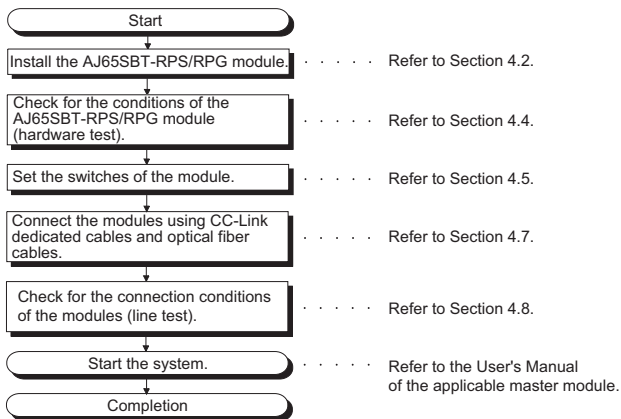 Start
Install the AJ65SBT-RPS/RPG module. · · · · · Refer to Section 4.2.
Check for the conditions of the
AJ65SBT-RPS/RPG module
(hardware test).
· · · · · Refer to Section 4.4.
Set the switches of the module. · · · · · Refer to Section 4.5.
Connect the modules using CC-Link
dedicated cables and optical fiber
cables.
· · · · · Refer to Section 4.7.
Check for the connection conditions
of the modules (line test).
· · · · · Refer to Section 4.8.
Start the system. · · · · · Refer to the User's Manual
of the applicable master module.
Completion